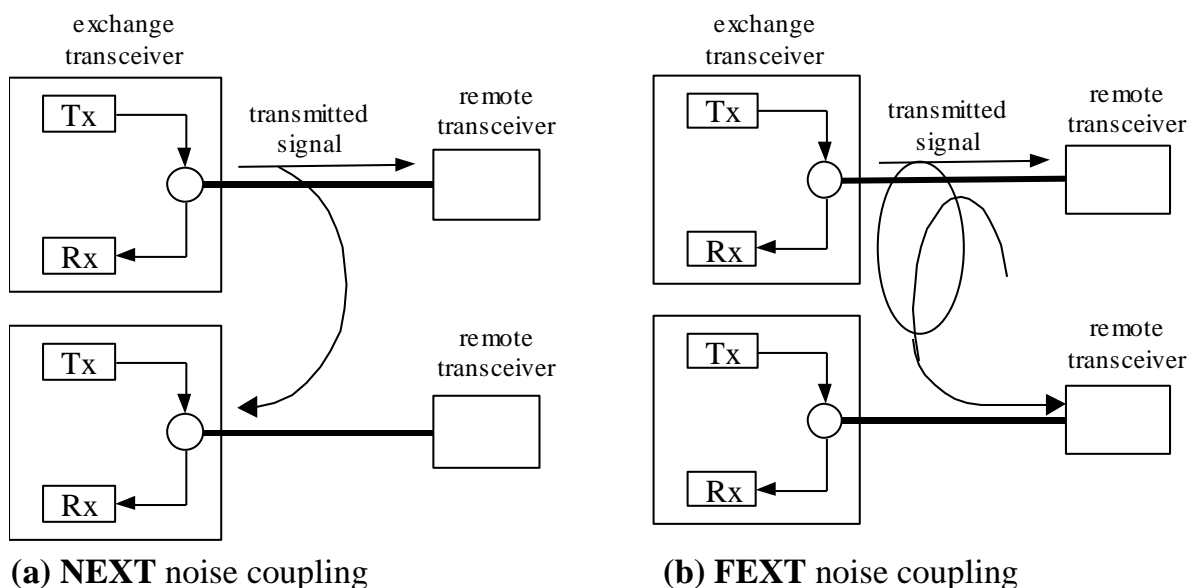 exchange
transceiver
Tx
Rx
transmitted
signal
remote
transceiver
Tx
Rx
remote
transceiver
(a) NEXT noise coupling
exchange
transceiver
Tx
Rx
transmitted
signal
remote
transceiver
Tx
Rx
remote
transceiver
(b) FEXT noise coupling